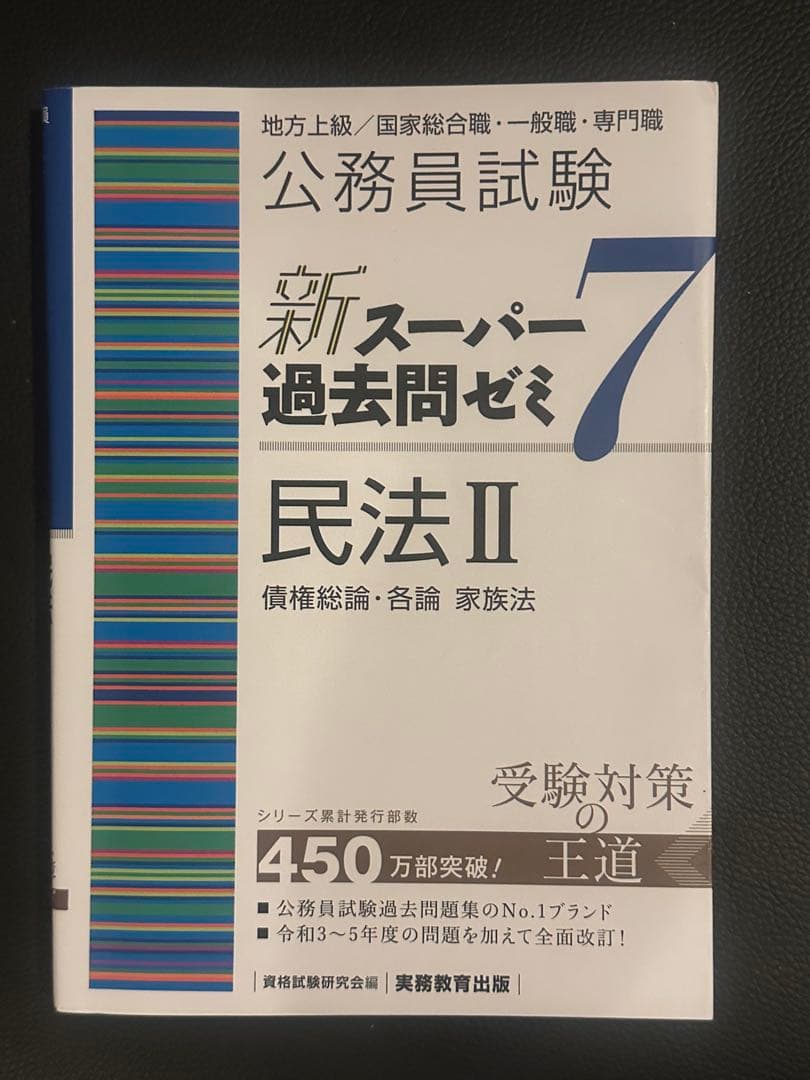 地方上級／国家総合職・一般職・専門職
公務員試験
新スーパー
過去問ゼミ7
民法Ⅱ
債権総論・各論 家族法
受験対策
の
王道
シリーズ累計発行部数
450万部突破!
■ 公務員試験過去問題集のNo.1ブランド
■ 令和3～5年度の問題を加えて全面改訂!
|資格試験研究会編|実務教育出版|